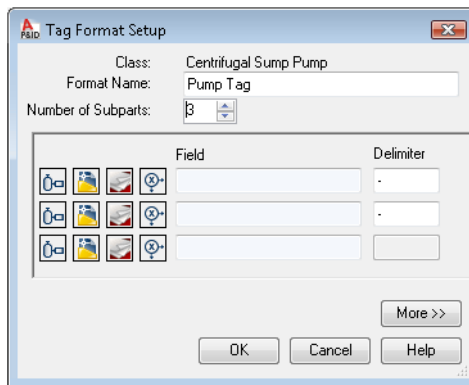 A
P&ID
Tag Format Setup
Class: Centrifugal Sump Pump
Format Name: Pump Tag
Number of Subparts: 3
Field Delimiter
-
-
More >>
OK Cancel Help